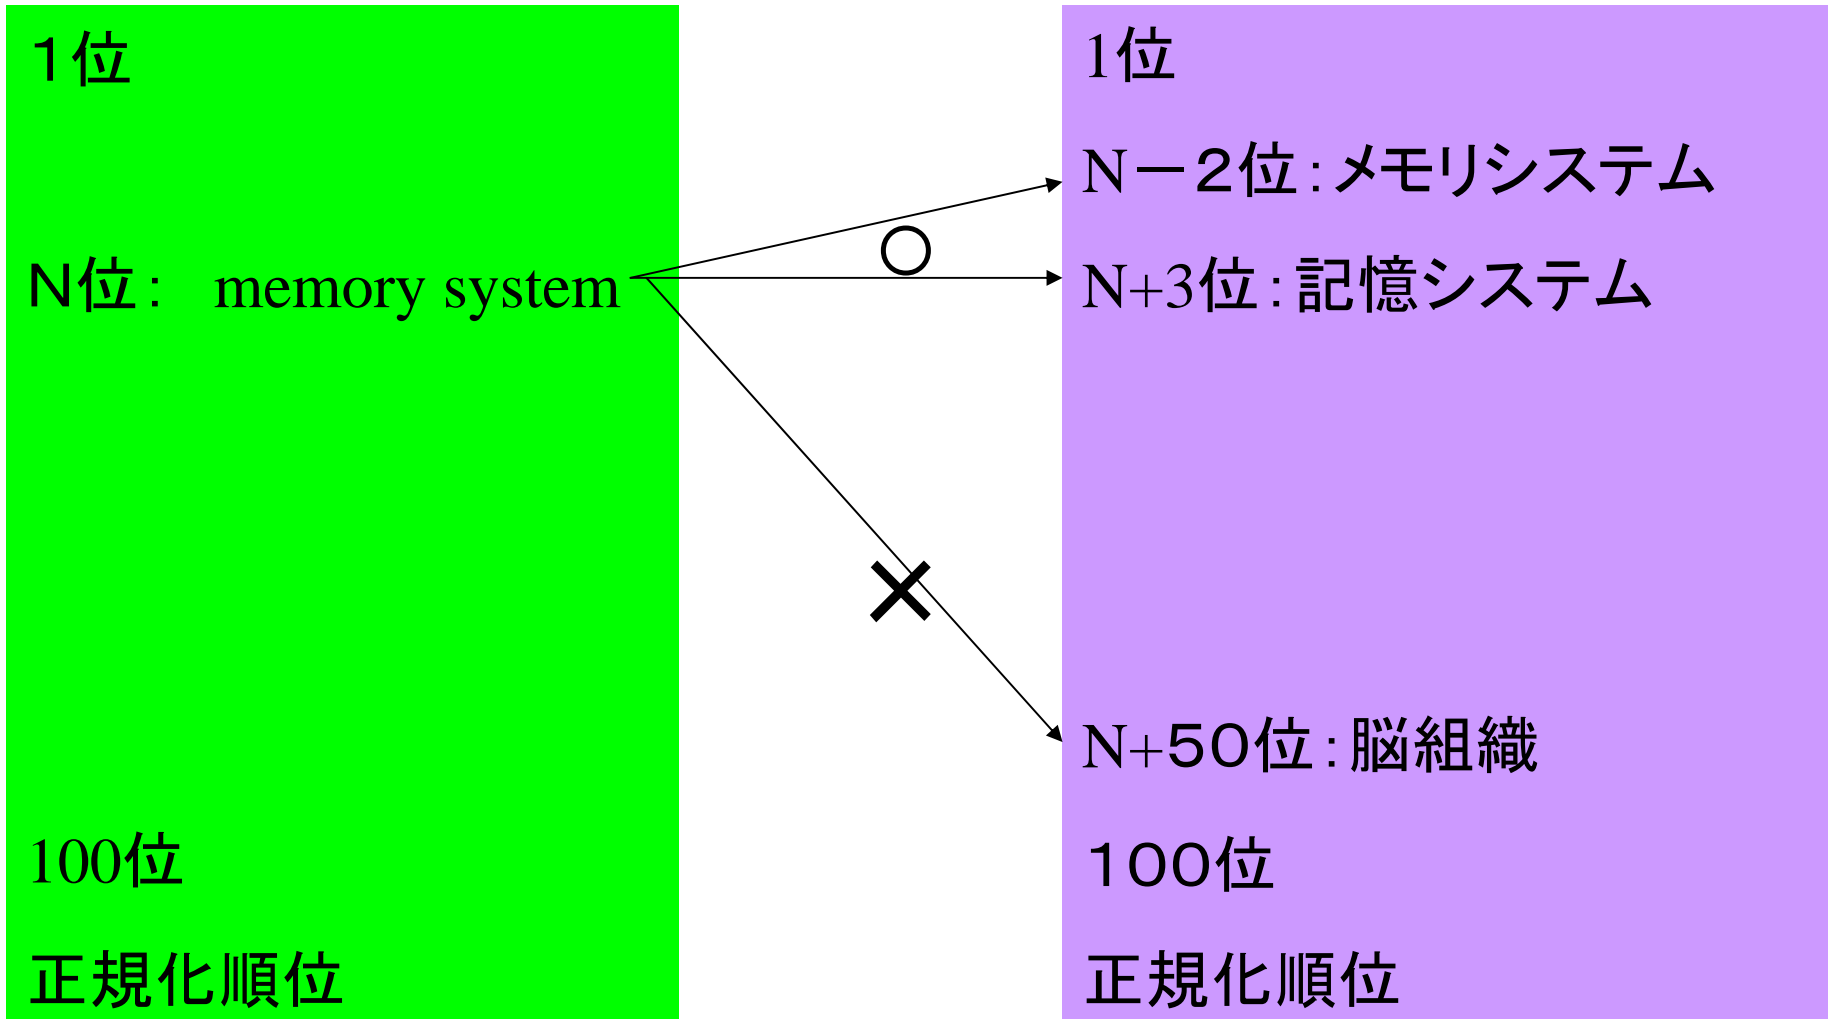 １位
Ｎ位：　memory system
100位
正規化順位
○
×
1位
N－２位：メモリシステム
N+3位：記憶システム
N+５０位：脳組織
１００位
正規化順位